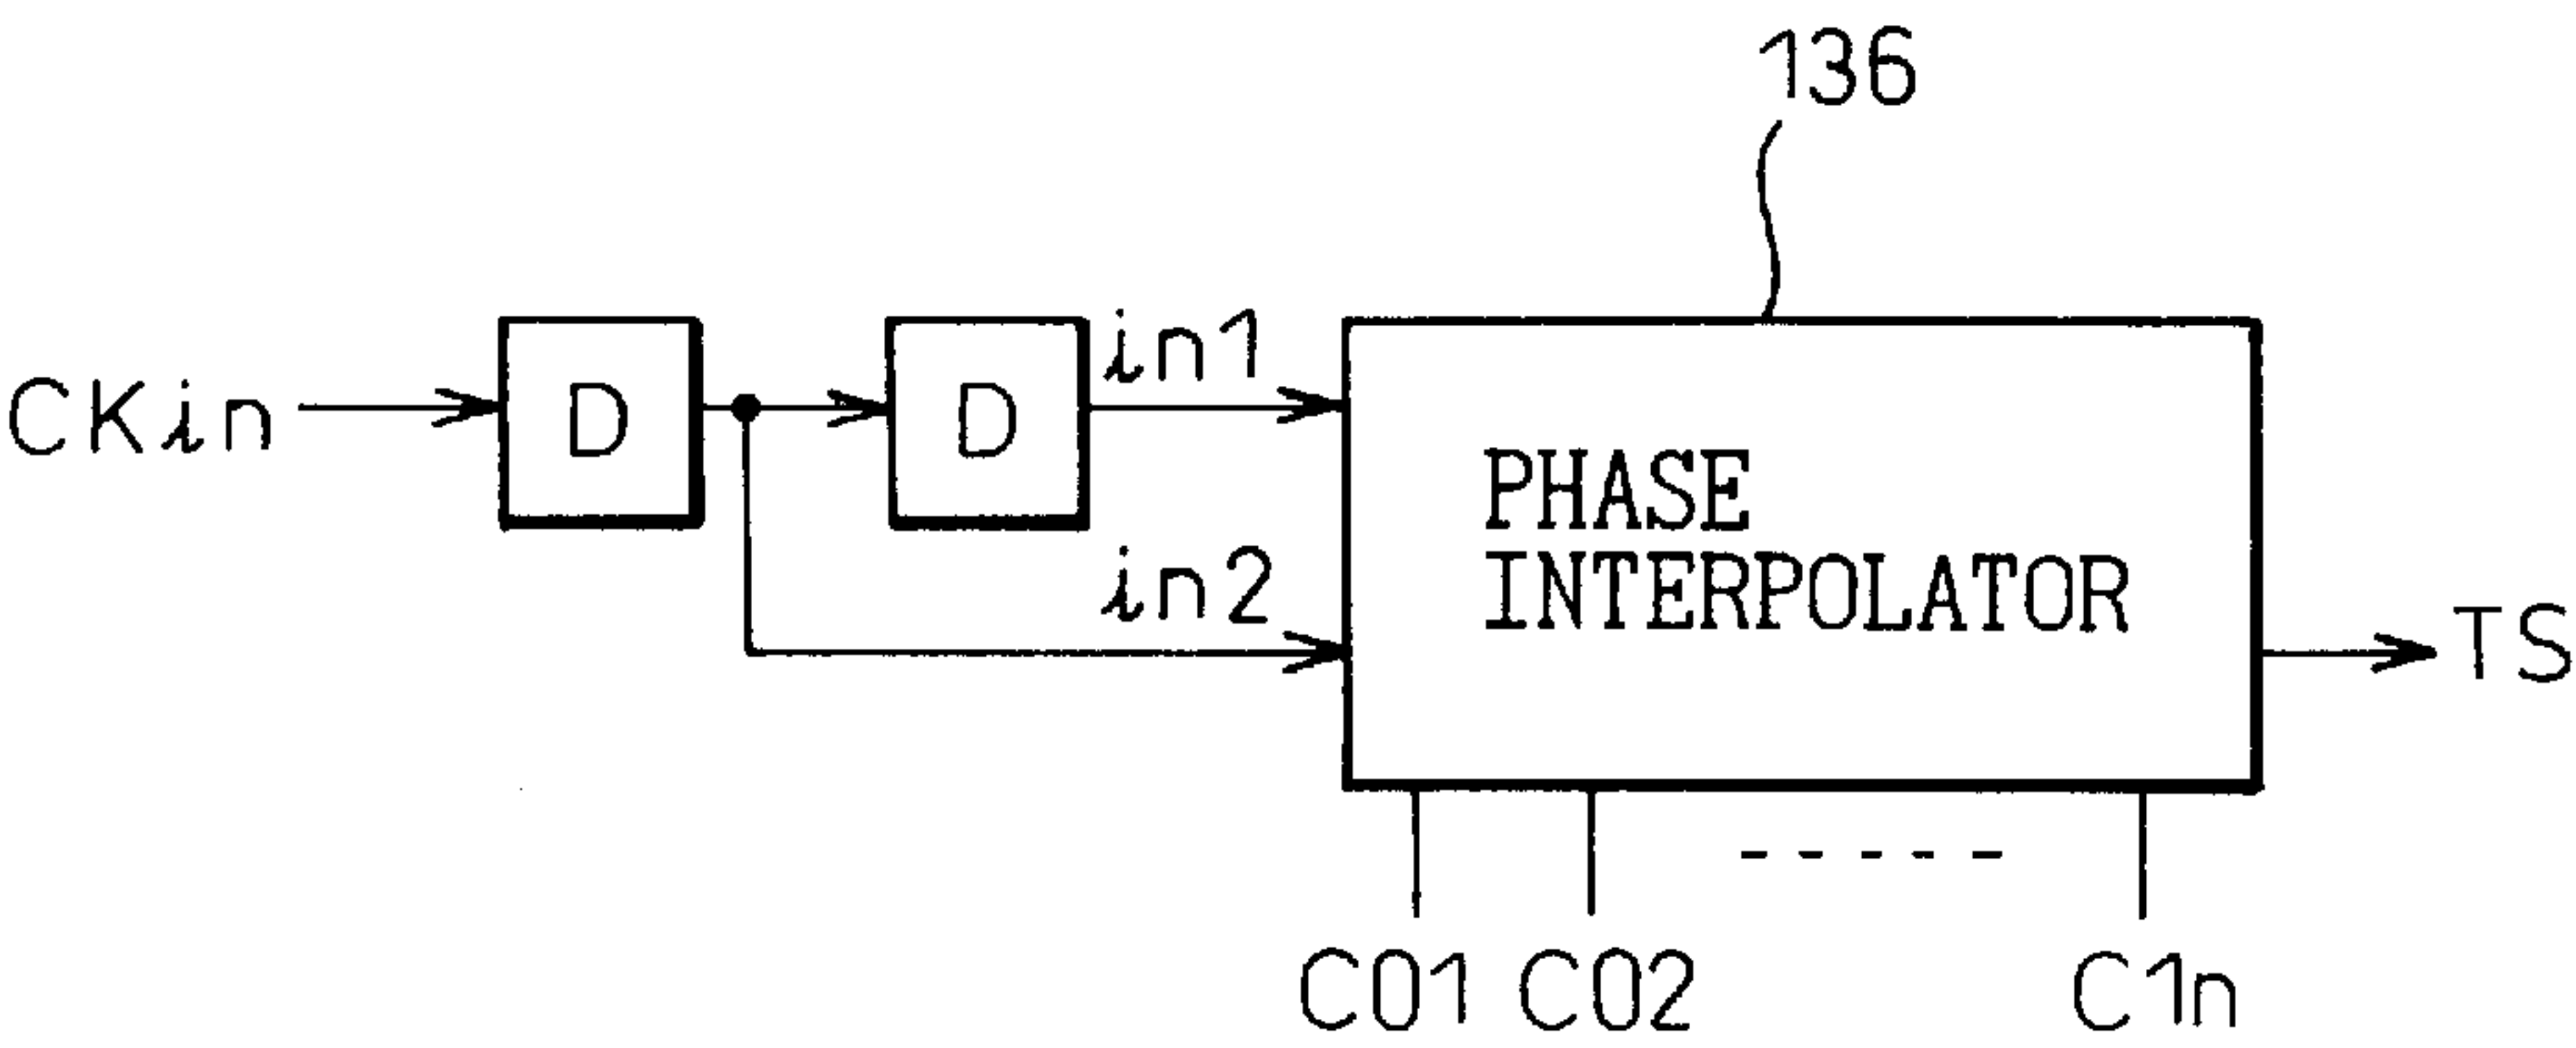 136
CKin
D
D
in1
in2
PHASE
INTERPOLATOR
TS
C01
C02
-----
C1n